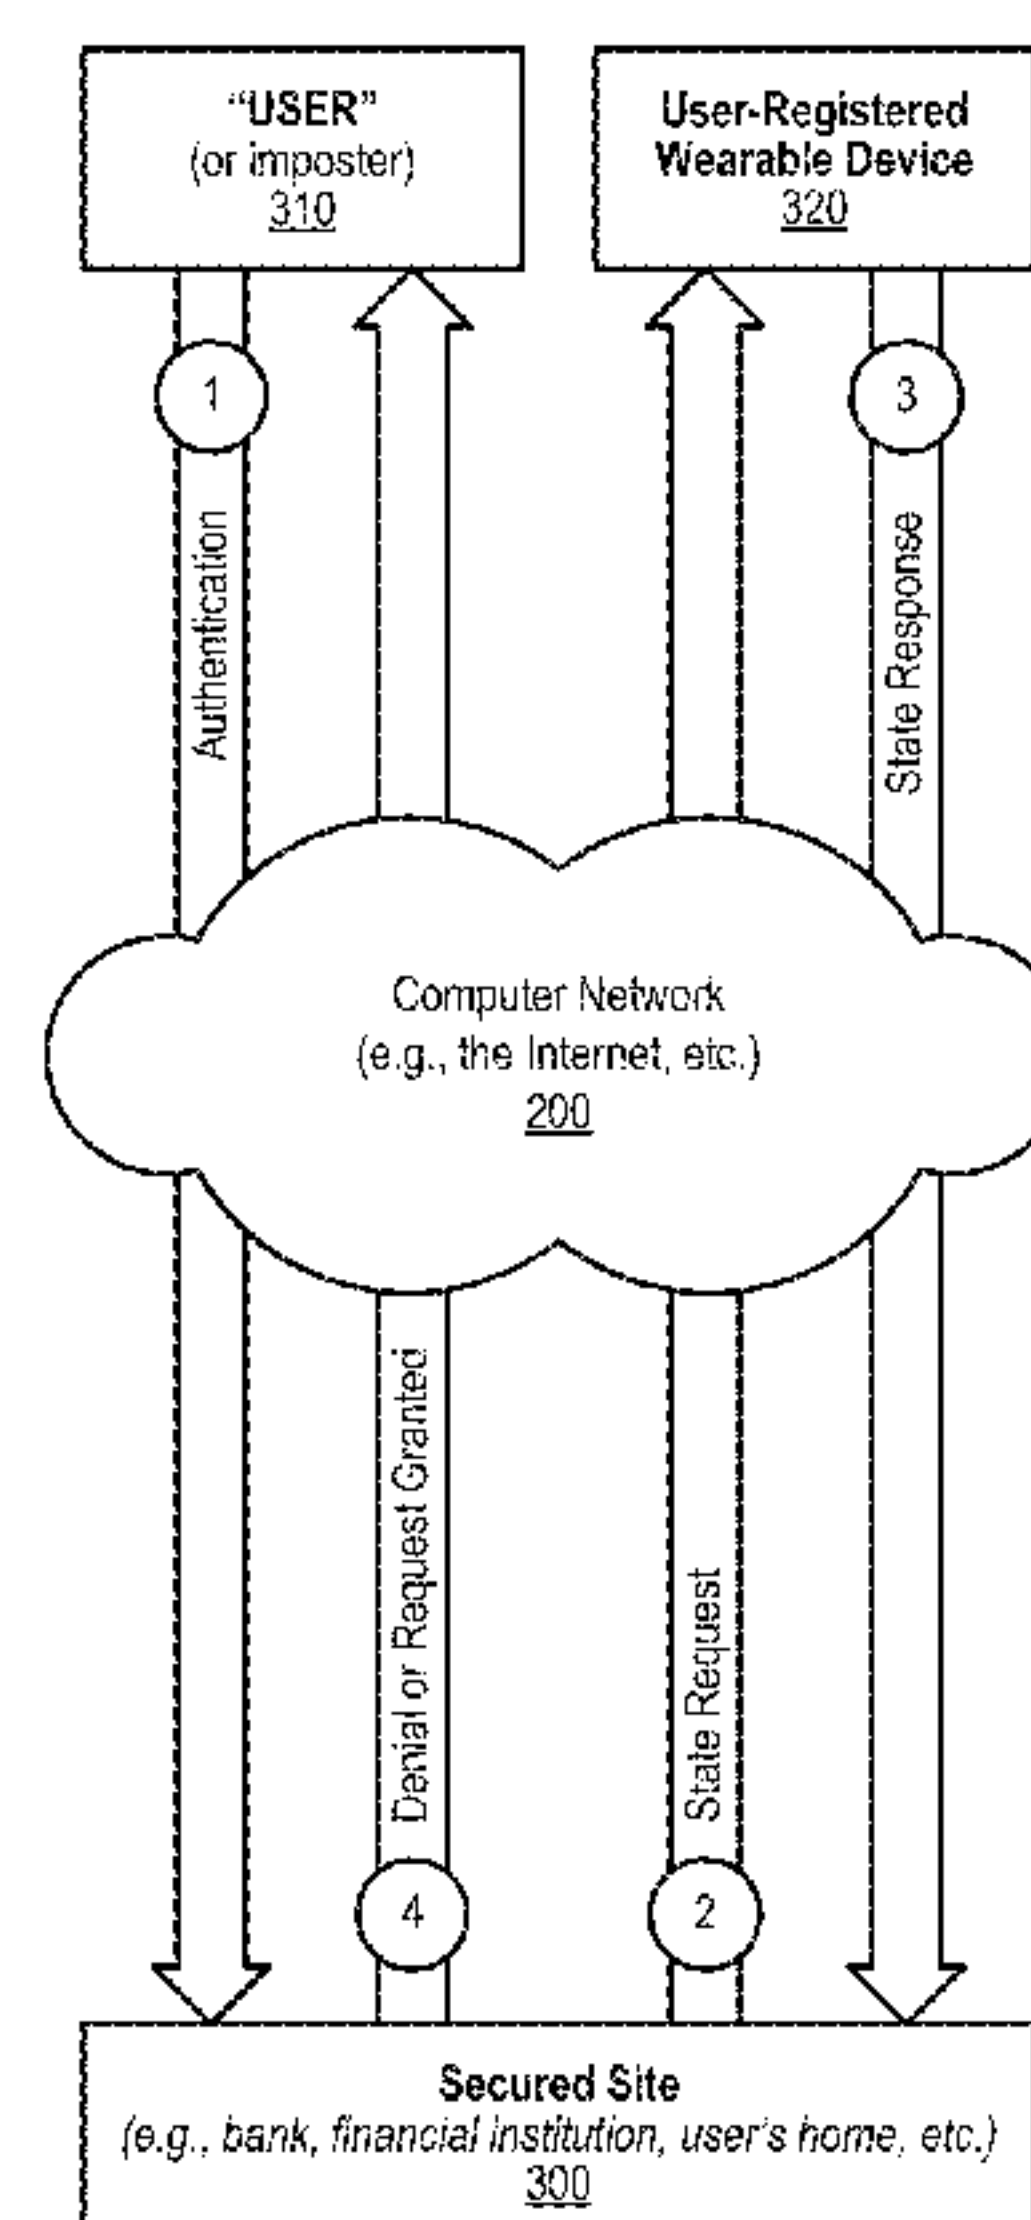 “USER”
(or imposter)
310
User-Registered
Wearable Device
320
1
3
Authentication
State Response
Computer Network
(e.g., the Internet, etc.)
200
Denial or Request Granted
State Request
4
2
Secured Site
(e.g., bank, financial institution, user's home, etc.)
300